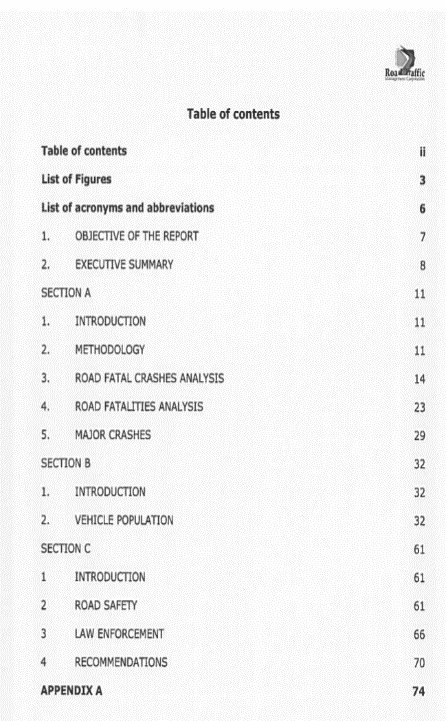 Road Traffic
Management Corporation
Table of contents
Table of contents ii
List of Figures 3
List of acronyms and abbreviations 6
1. OBJECTIVE OF THE REPORT 7
2. EXECUTIVE SUMMARY 8
SECTION A 11
1. INTRODUCTION 11
2. METHODOLOGY 11
3. ROAD FATAL CRASHES ANALYSIS 14
4. ROAD FATALITIES ANALYSIS 23
5. MAJOR CRASHES 29
SECTION B 32
1. INTRODUCTION 32
2. VEHICLE POPULATION 32
SECTION C 61
1 INTRODUCTION 61
2 ROAD SAFETY 61
3 LAW ENFORCEMENT 66
4 RECOMMENDATIONS 70
APPENDIX A 74